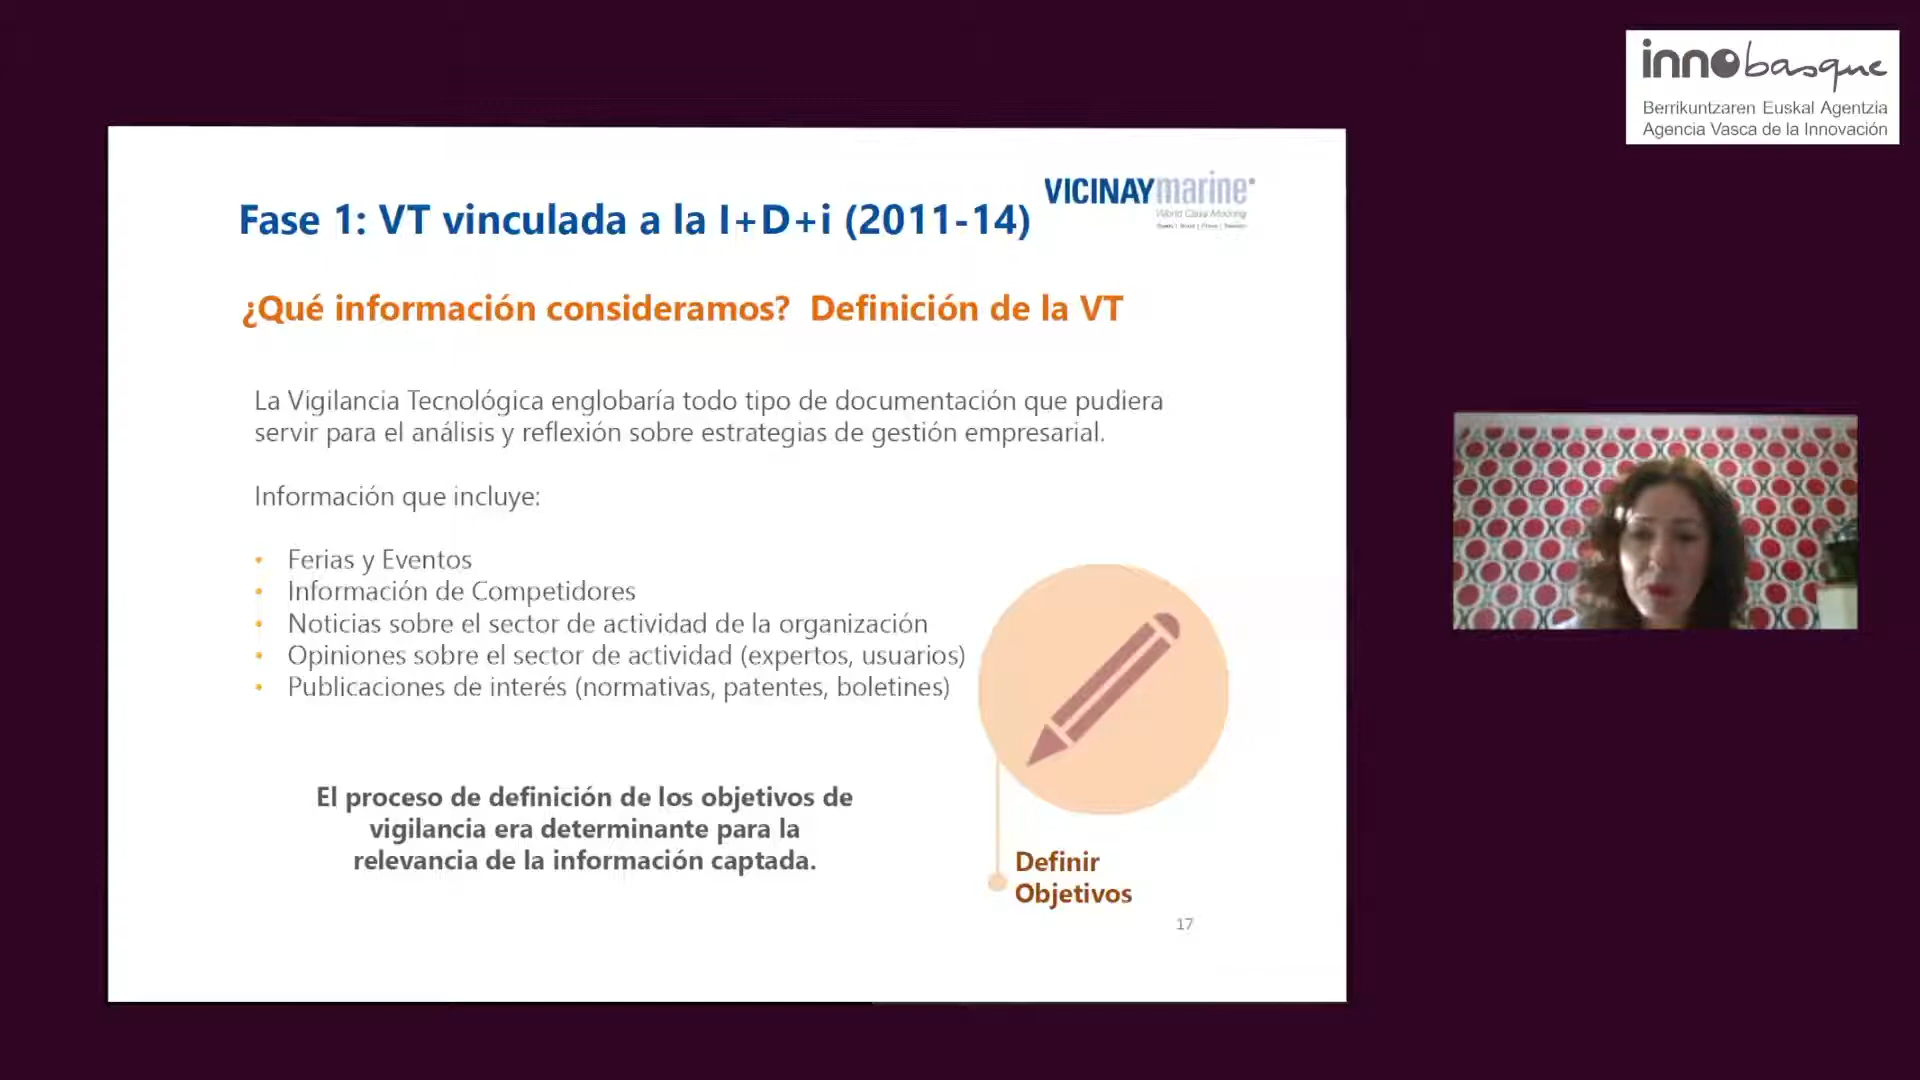 innobasque
Berrikuntzaren Euskal Agentzia
Agencia Vasca de la Innovación
VICINAYmarine
World Class Mooring
Fase 1: VT vinculada a la I+D+i (2011-14)
¿Qué información consideramos? Definición de la VT
La Vigilancia Tecnológica englobaría todo tipo de documentación que pudiera
servir para el análisis y reflexión sobre estrategias de gestión empresarial.
Información que incluye:
• Ferias y Eventos
• Información de Competidores
• Noticias sobre el sector de actividad de la organización
• Opiniones sobre el sector de actividad (expertos, usuarios)
• Publicaciones de interés (normativas, patentes, boletines)
El proceso de definición de los objetivos de
vigilancia era determinante para la
relevancia de la información captada.
Definir
Objetivos
17